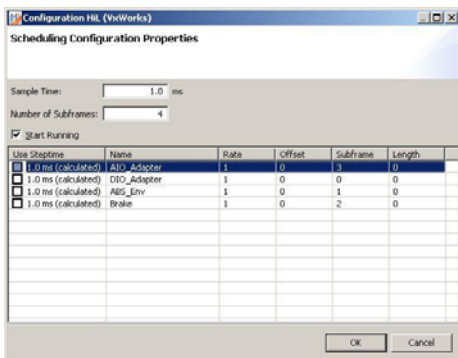 Configuration HiL (VxWorks)
Scheduling Configuration Properties
Sample Time: 1.0 ms
Number of Subframes: 4
Start Running
Use Steptime Name Rate Offset Subframe Length
1.0 ms (calculated) AIO_Adapter 1 0 3 0
1.0 ms (calculated) DIO_Adapter 1 0 0 0
1.0 ms (calculated) ABS_Env 1 0 1 0
1.0 ms (calculated) Brake 1 0 2 0
OK Cancel